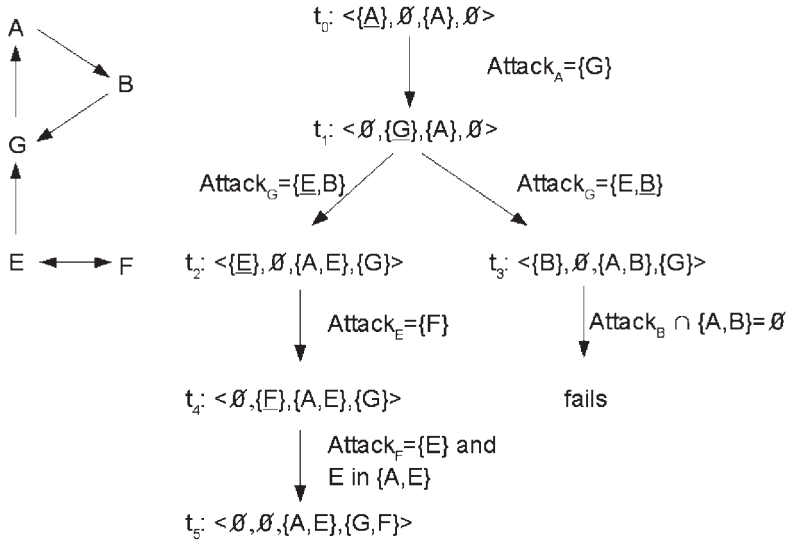 A
B
G
E
F
t0: <{A},∅,{A},∅>
AttackA={G}
t1: <∅,{G},{A},∅>
AttackG={E,B}
AttackG={E,B}
t2: <{E},∅,{A,E},{G}>
t3: <{B},∅,{A,B},{G}>
AttackE={F}
AttackB ∩ {A,B}=∅
t4: <∅,{F},{A,E},{G}>
fails
AttackF={E} and
E in {A,E}
t5: <∅,∅,{A,E},{G,F}>